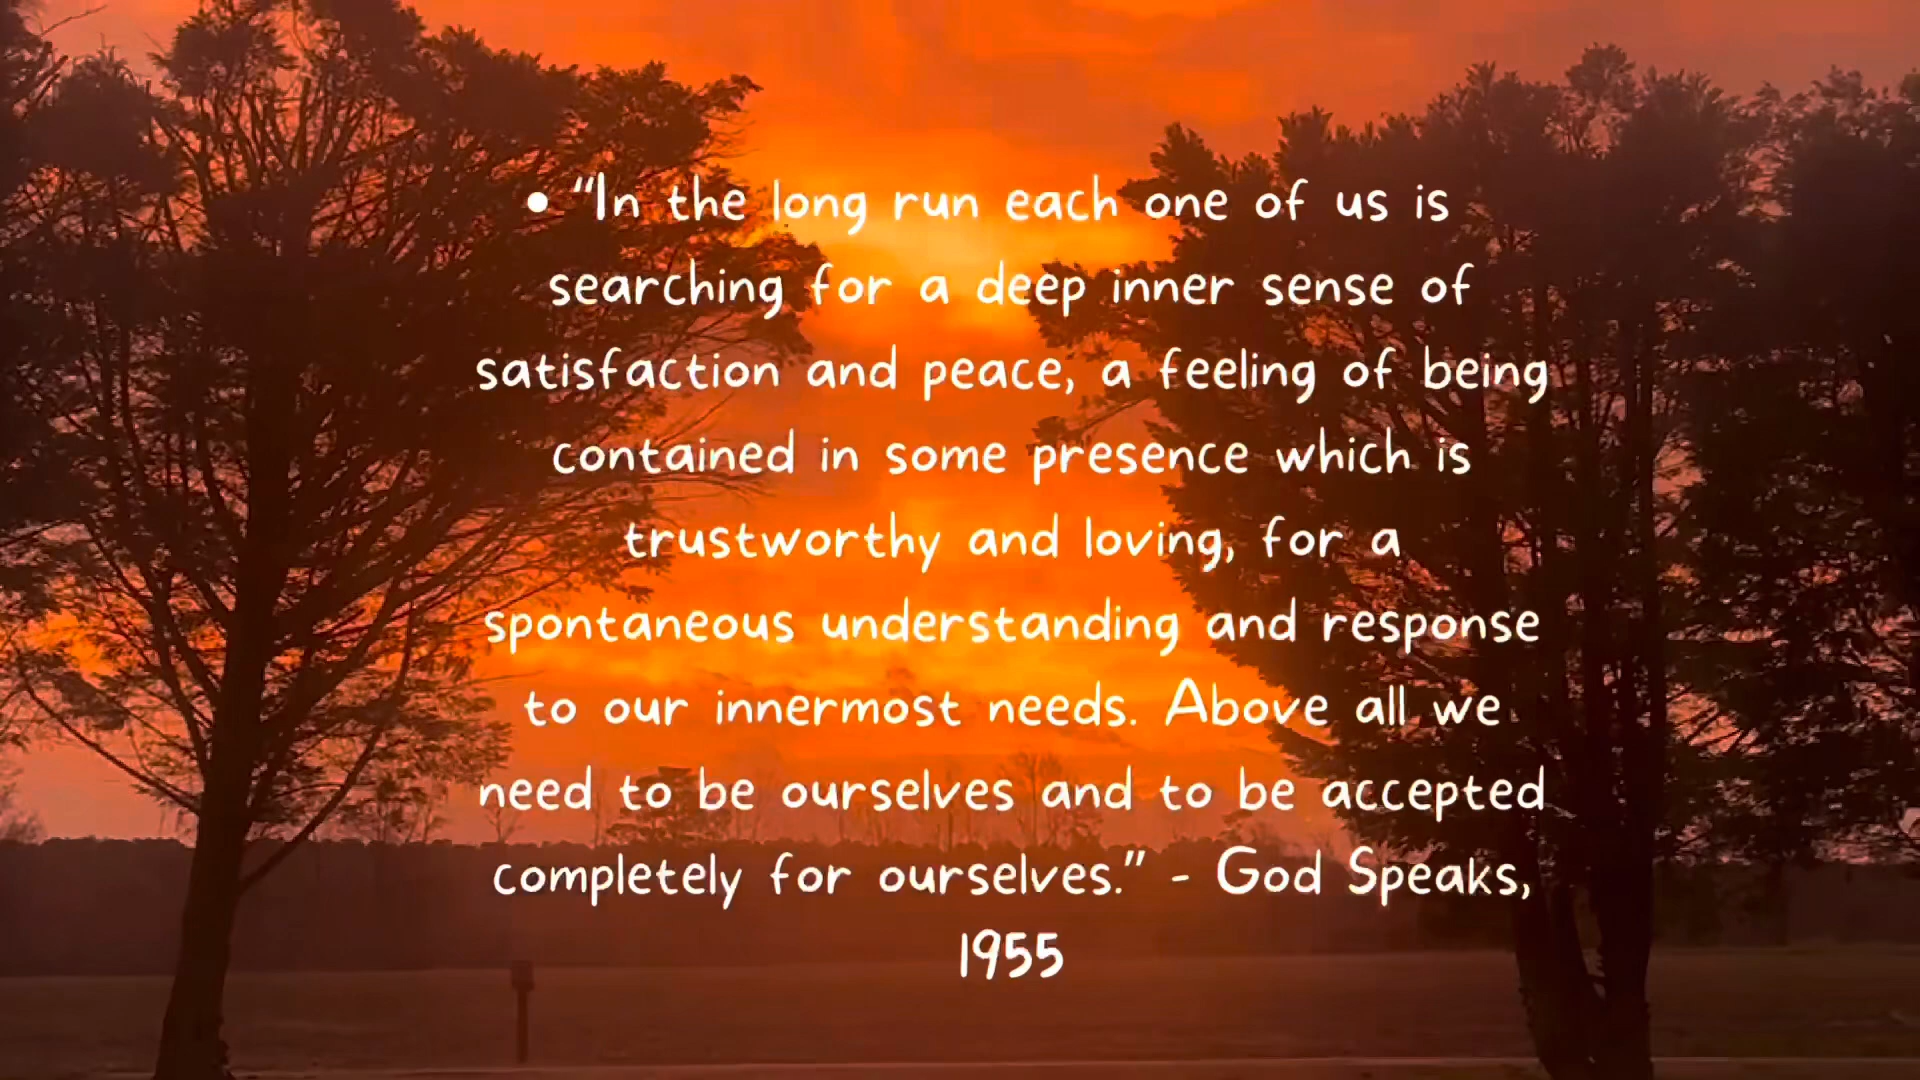 • “In the long run each one of us is
searching for a deep inner sense of
satisfaction and peace, a feeling of being
contained in some presence which is
trustworthy and loving, for a
spontaneous understanding and response
to our innermost needs. Above all we
need to be ourselves and to be accepted
completely for ourselves.” - God Speaks,
1955